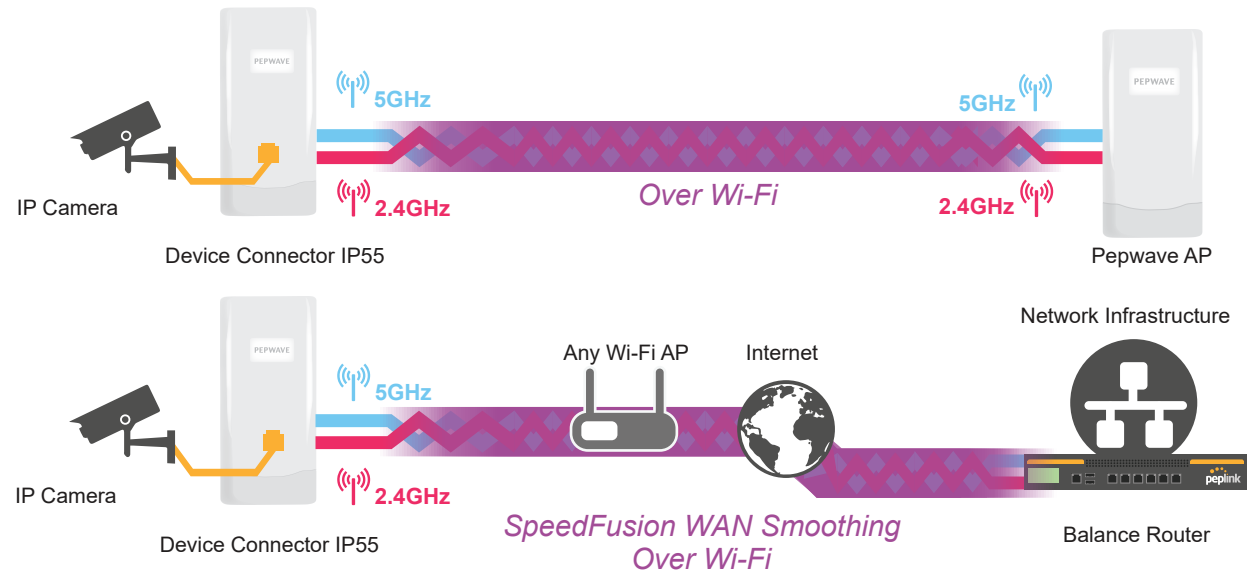 PEPWAVE
PEPWAVE
5GHz
5GHz
IP Camera
Over Wi-Fi
2.4GHz
2.4GHz
Device Connector IP55
Pepwave AP
Network Infrastructure
PEPWAVE
Any Wi-Fi AP
Internet
5GHz
peplink
IP Camera
2.4GHz
SpeedFusion WAN Smoothing
Over Wi-Fi
Device Connector IP55
Balance Router